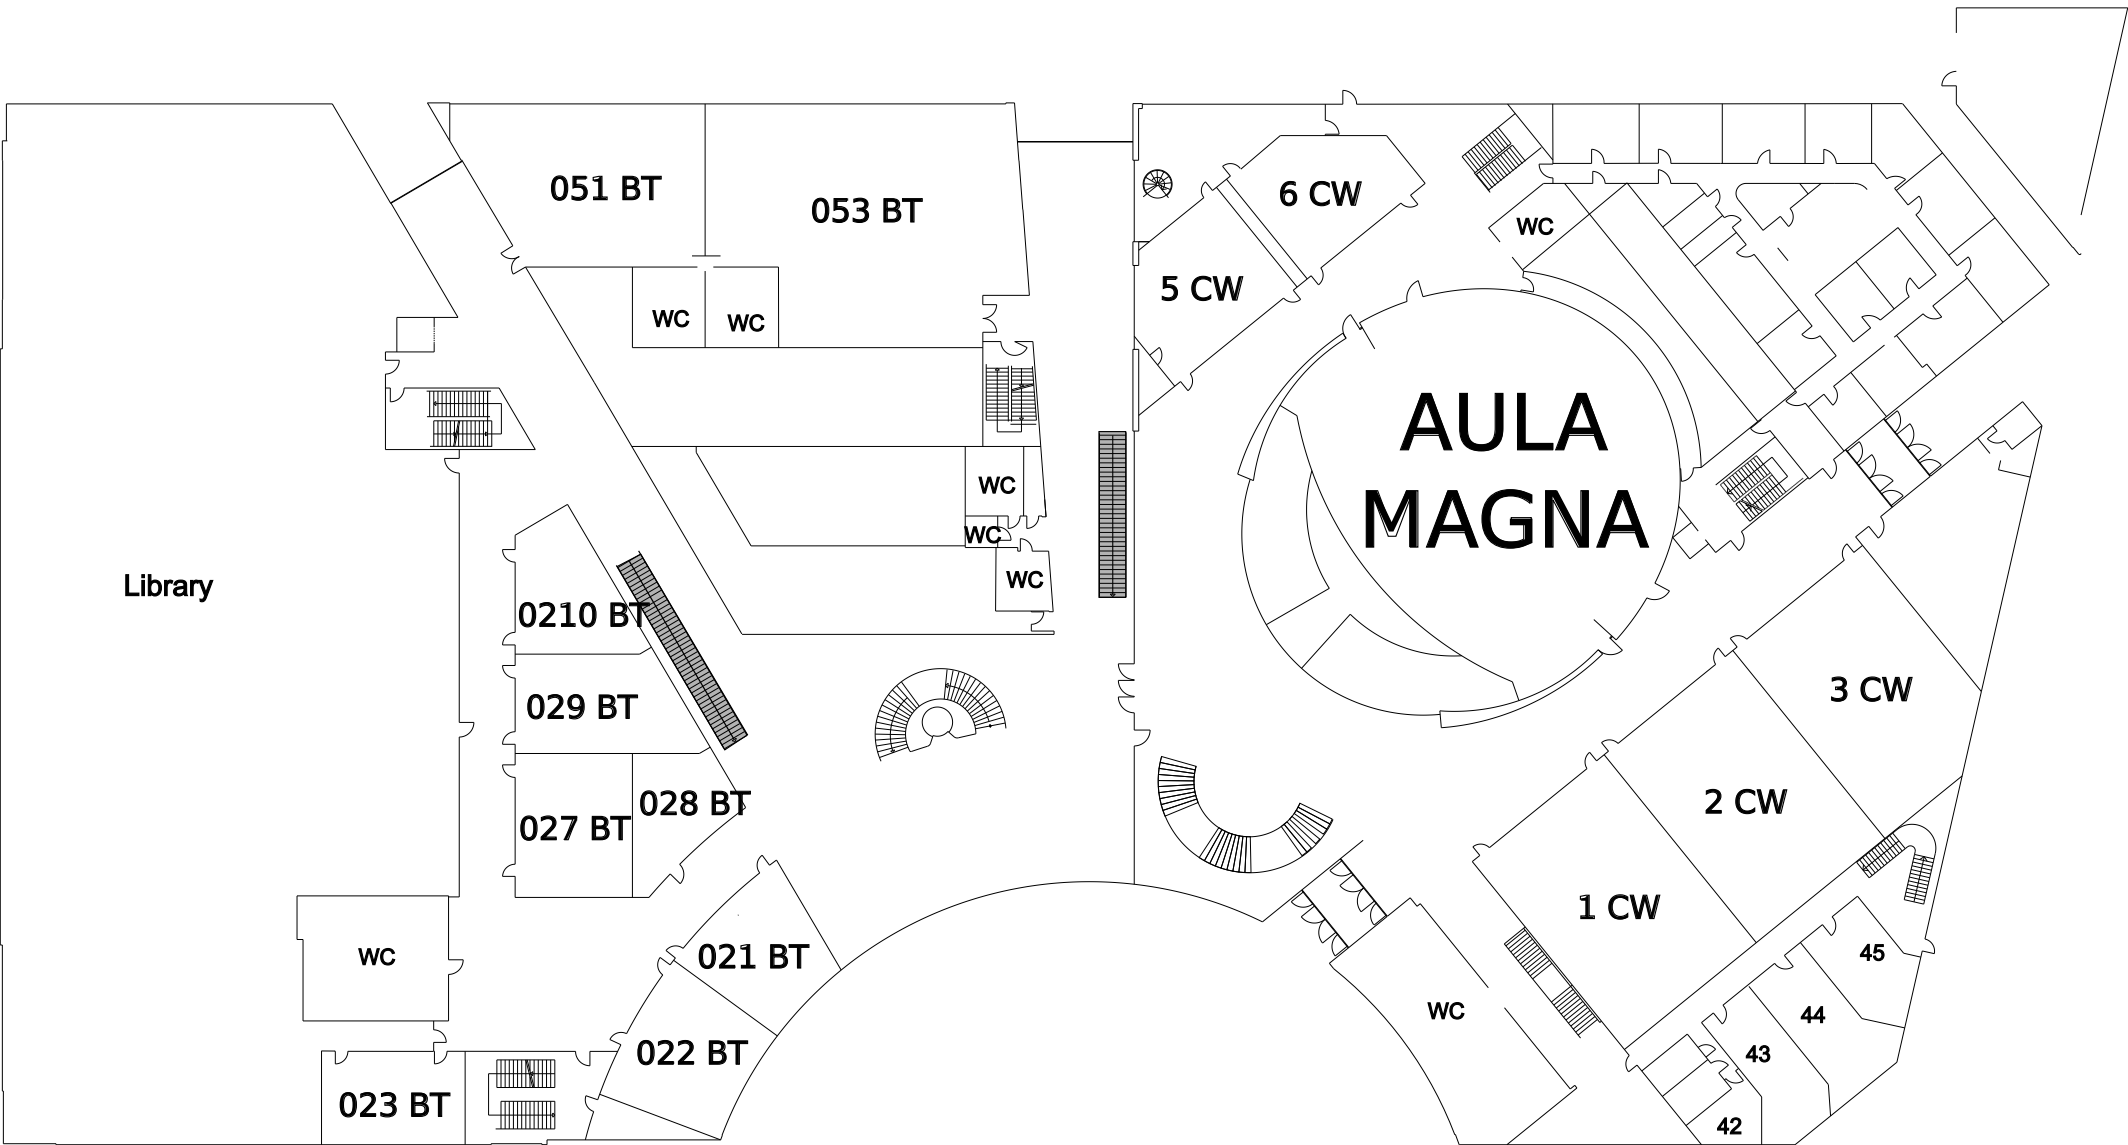 051 BT
053 BT
6 CW
WC
5 CW
WC
WC
AULA
MAGNA
WC
WC
WC
Library
0210 BT
029 BT
3 CW
028 BT
2 CW
027 BT
1 CW
021 BT
WC
45
WC
44
022 BT
43
023 BT
42